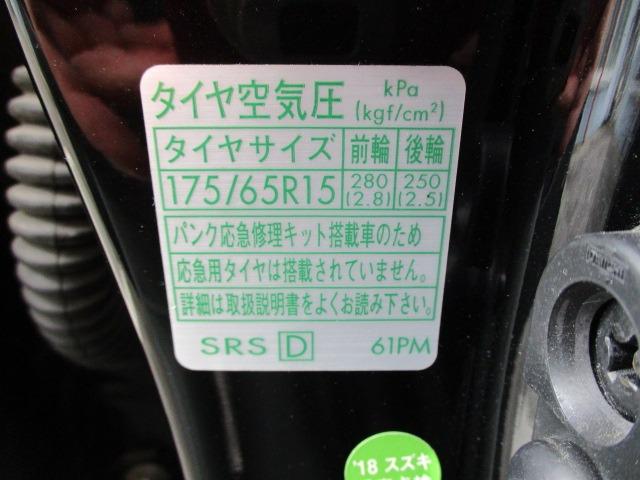 タイヤ空気圧 kPa (kgf/cm²)
タイヤサイズ 前輪 後輪
175/65R15 280 (2.8) 250 (2.5)
パンク応急修理キット搭載車のため
応急用タイヤは搭載されていません。
詳細は取扱説明書をよくお読み下さい。
SRS D 61PM
'18 スズキ